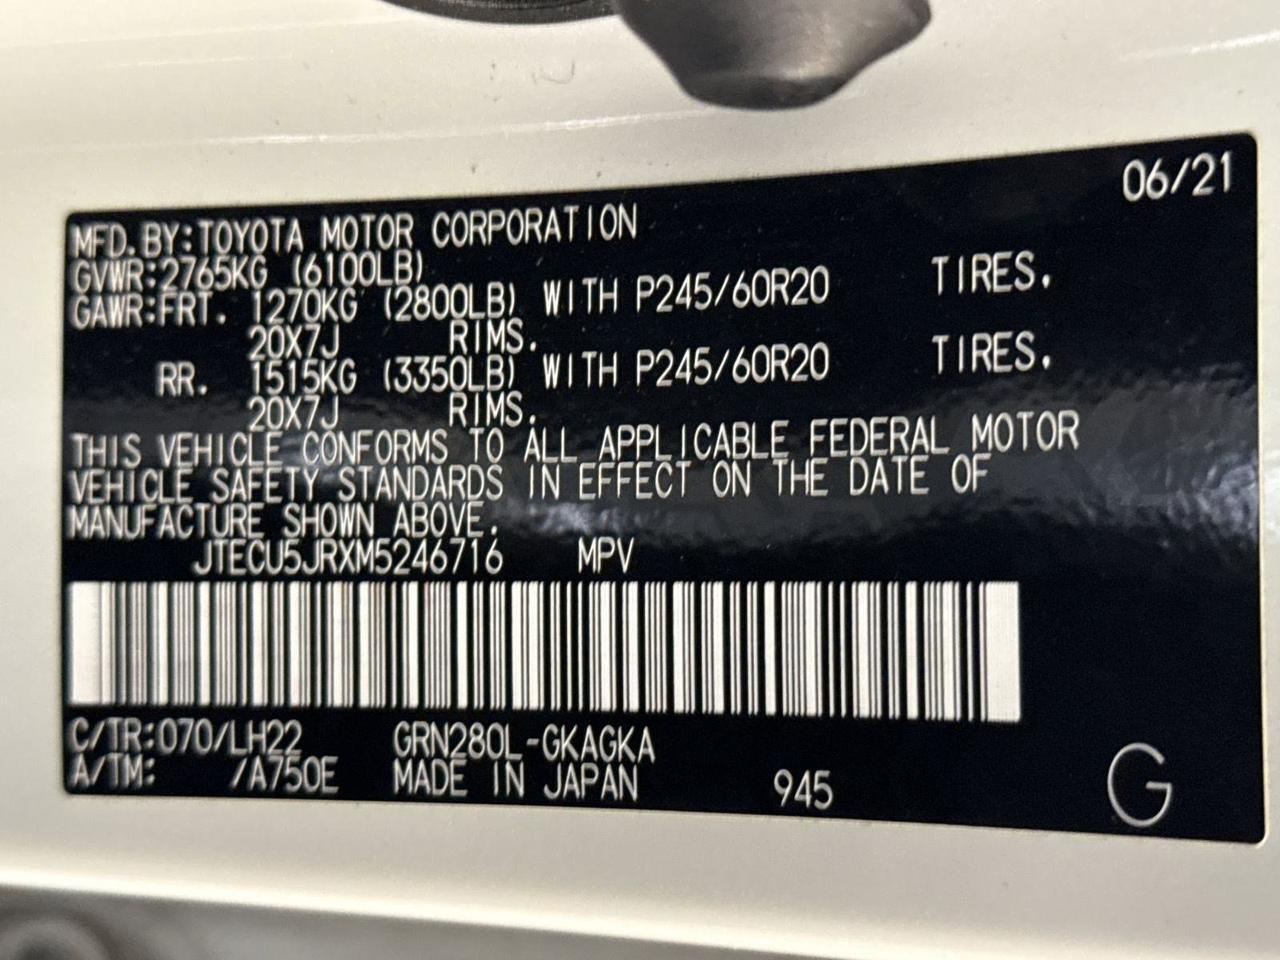 06/21
MFD.BY:TOYOTA MOTOR CORPORATION
GVWR:2765KG (6100LB)
GAWR:FRT. 1270KG (2800LB) WITH P245/60R20 TIRES.
20X7J RIMS.
RR. 1515KG (3350LB) WITH P245/60R20 TIRES.
20X7J RIMS.
THIS VEHICLE CONFORMS TO ALL APPLICABLE FEDERAL MOTOR
VEHICLE SAFETY STANDARDS IN EFFECT ON THE DATE OF
MANUFACTURE SHOWN ABOVE.
JTECU5JRXM5246716 MPV
C/TR:070/LH22 GRN280L-GKAGKA
A/TM: /A750E MADE IN JAPAN 945 G